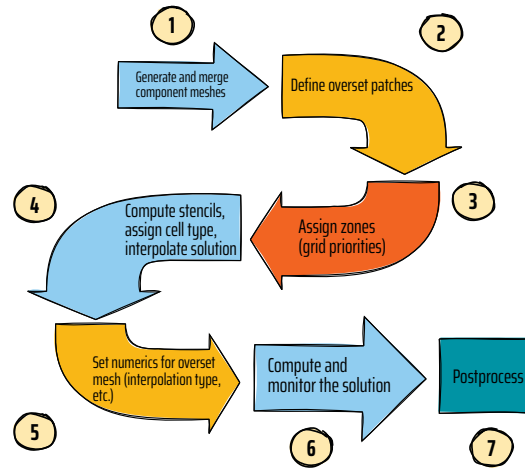 1
Generate and merge
component meshes
2
Define overset patches
3
Assign zones
(grid priorities)
4
Compute stencils,
assign cell type,
interpolate solution
5
Set numerics for overset
mesh (interpolation type,
etc.)
6
Compute and
monitor the solution
7
Postprocess